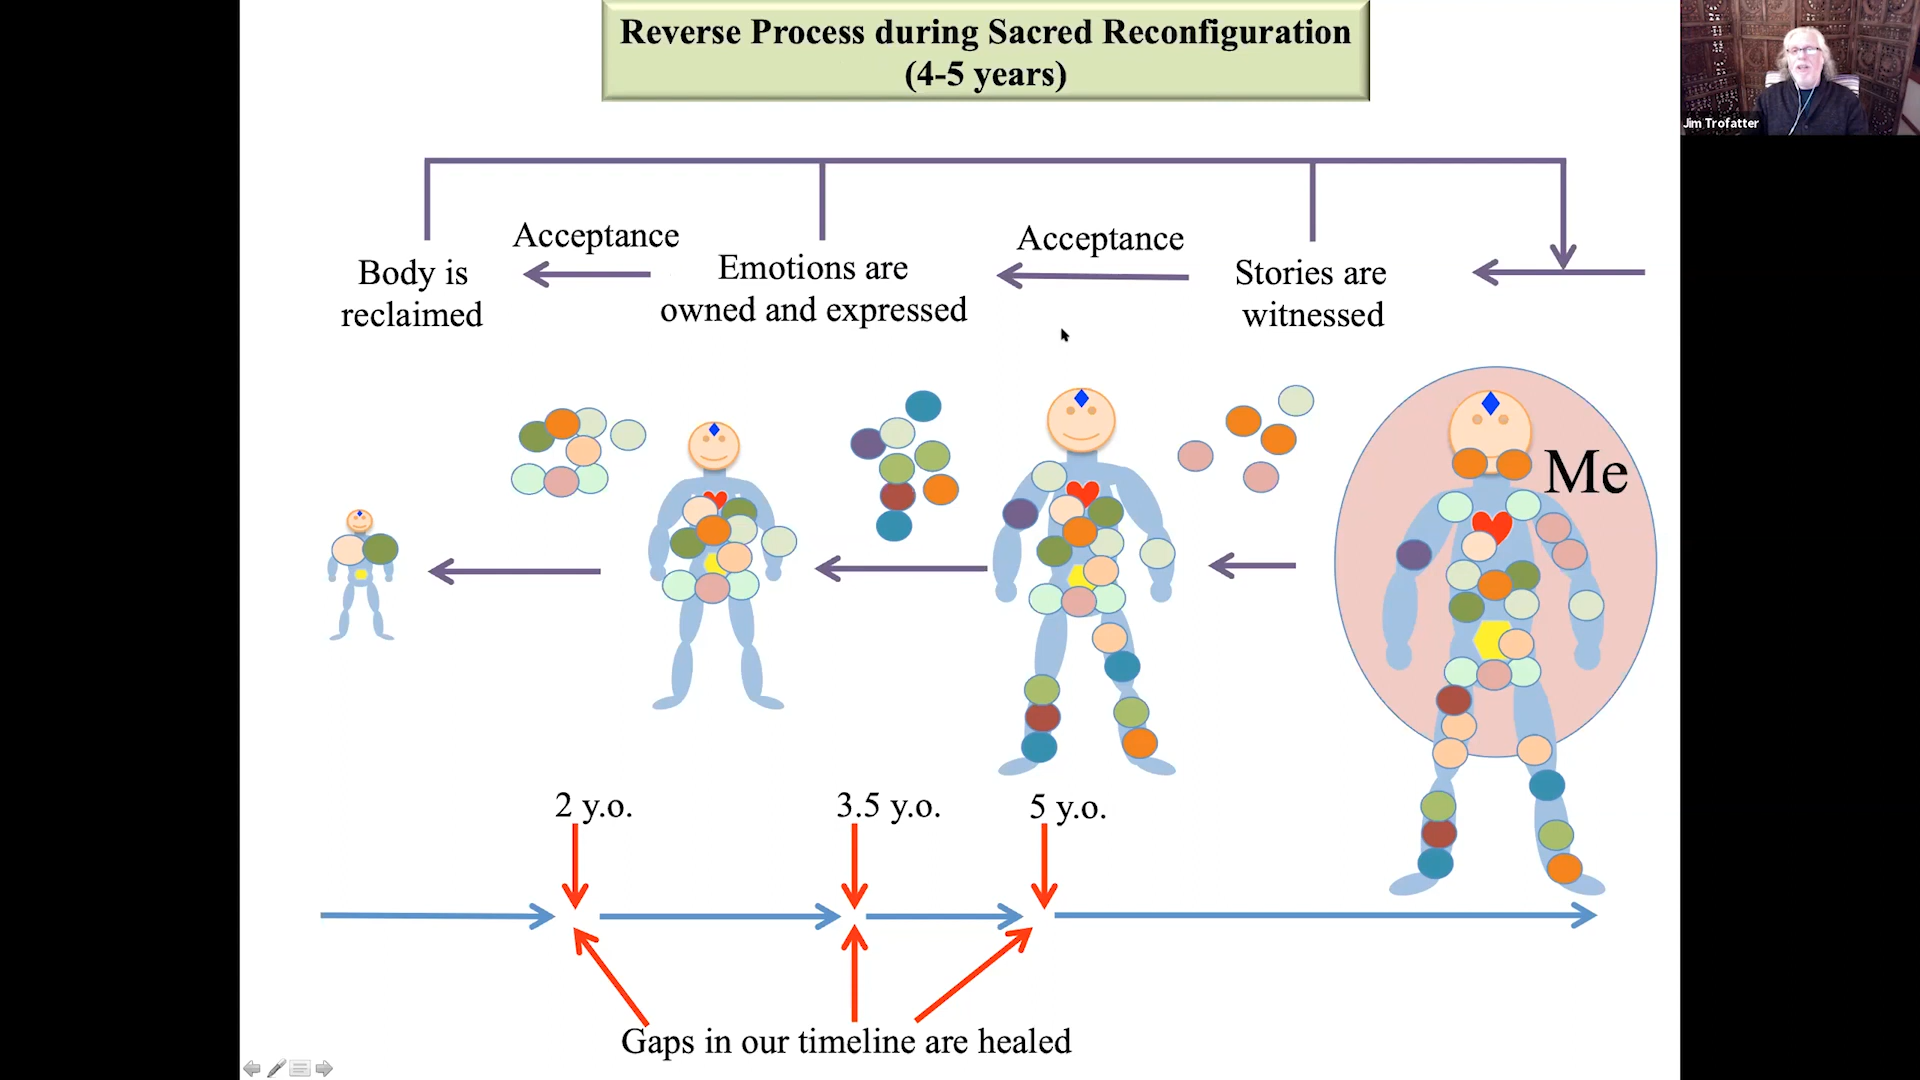 Reverse Process during Sacred Reconfiguration
(4-5 years)
Jim Trofatter
Acceptance
Acceptance
Body is
reclaimed
Emotions are
owned and expressed
Stories are
witnessed
Me
2 y.o.
3.5 y.o.
5 y.o.
Gaps in our timeline are healed